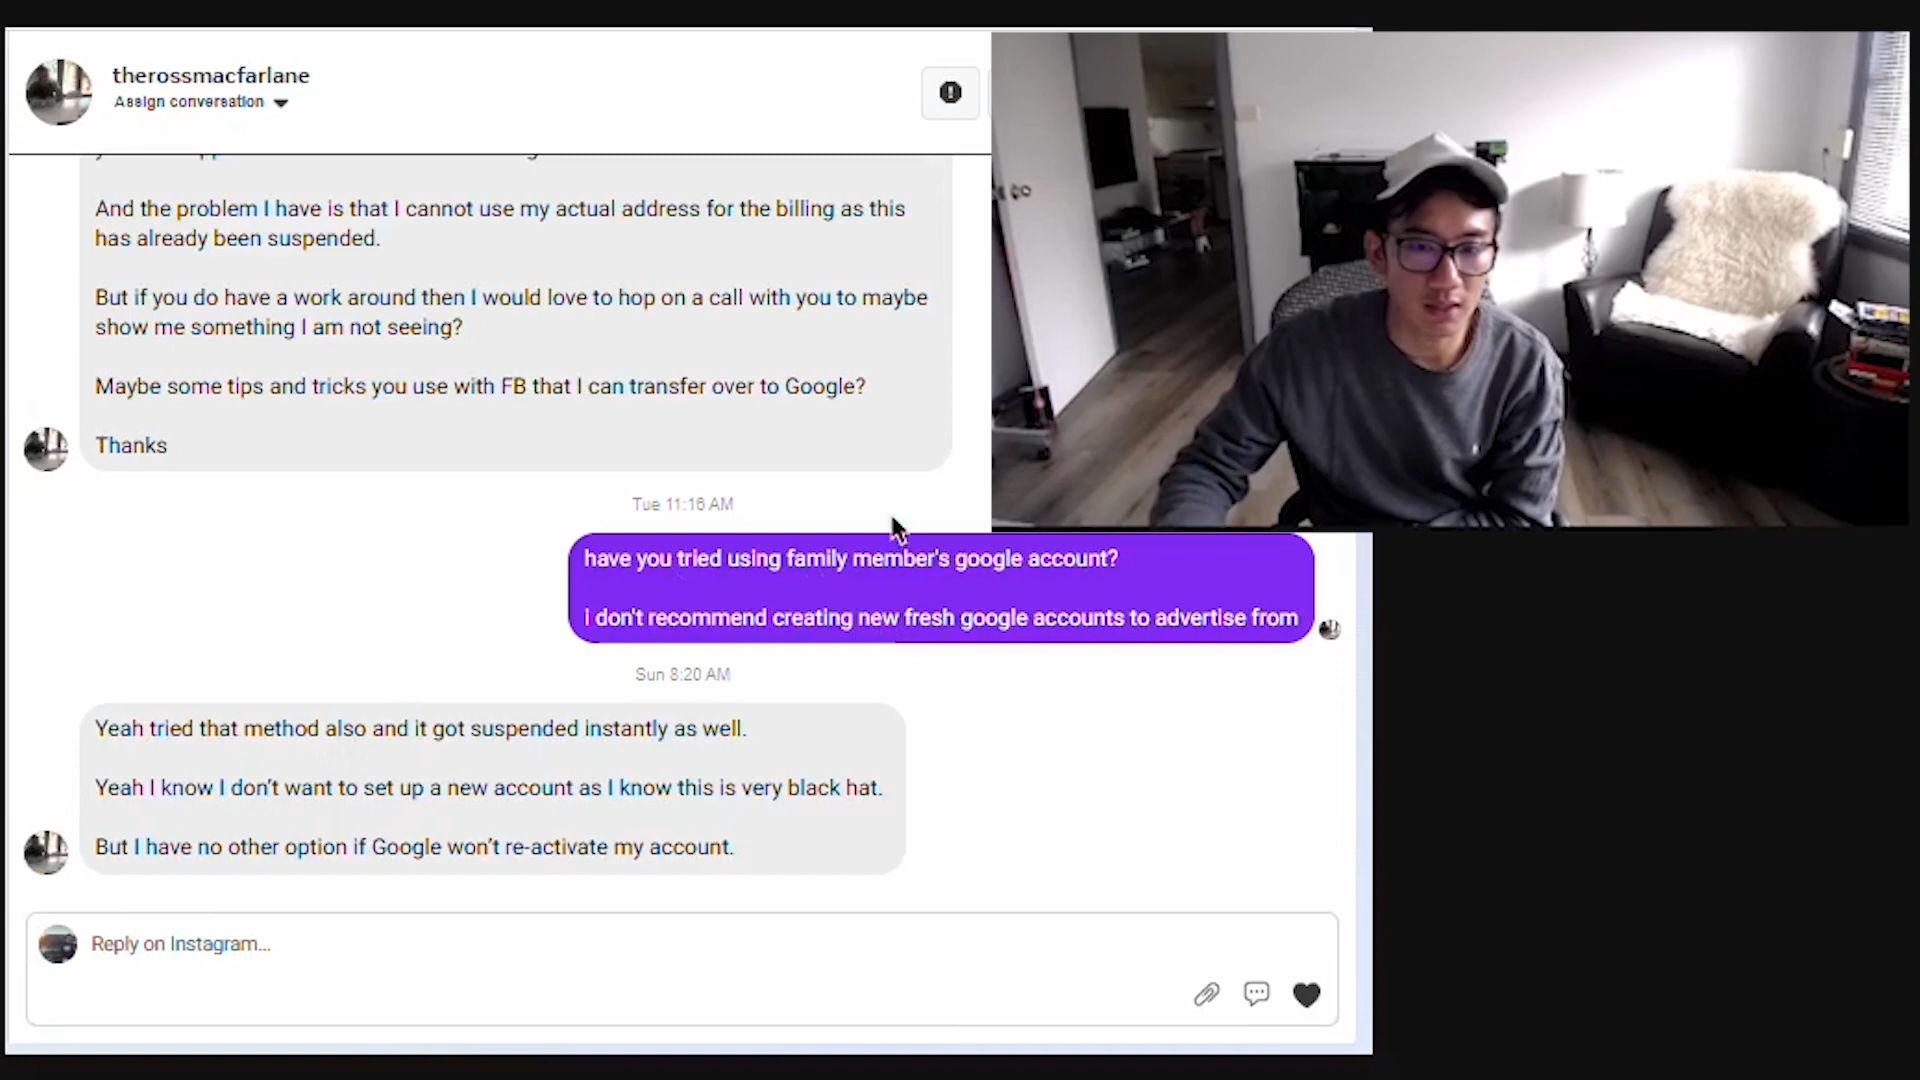 therossmacfarlane
Assign conversation
And the problem I have is that I cannot use my actual address for the billing as this
has already been suspended.
But if you do have a work around then I would love to hop on a call with you to maybe
show me something I am not seeing?
Maybe some tips and tricks you use with FB that I can transfer over to Google?
Thanks
Tue 11:16 AM
have you tried using family member's google account?
i don't recommend creating new fresh google accounts to advertise from
Sun 8:20 AM
Yeah tried that method also and it got suspended instantly as well.
Yeah I know I don’t want to set up a new account as I know this is very black hat.
But I have no other option if Google won’t re-activate my account.
Reply on Instagram...